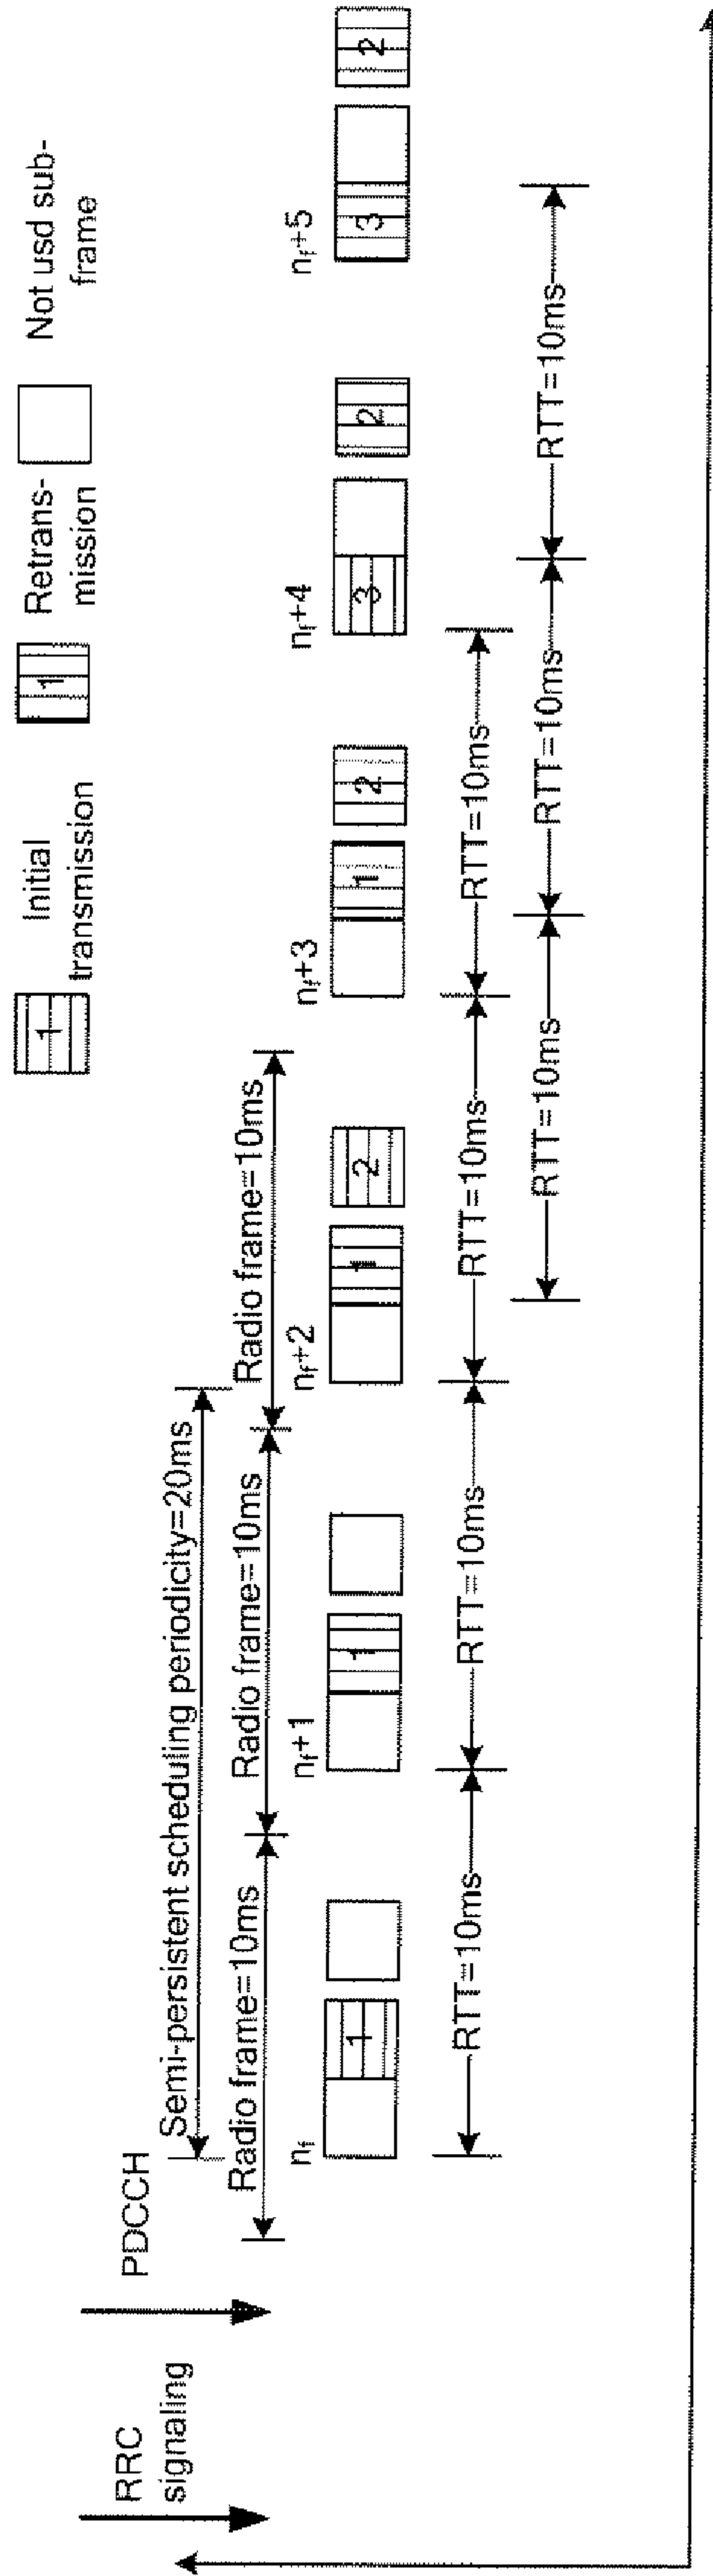 1
Initial
transmission
1
Retrans-
mission
Not usd sub-
frame
RRC
signaling
PDCCH
Semi-persistent scheduling periodicity=20ms
Radio frame=10ms
Radio frame=10ms
Radio frame=10ms
nf
nf+1
nf+2
nf+3
nf+4
nf+5
1
1
1
2
1
2
3
2
3
2
RTT=10ms
RTT=10ms
RTT=10ms
RTT=10ms
RTT=10ms
RTT=10ms
RTT=10ms